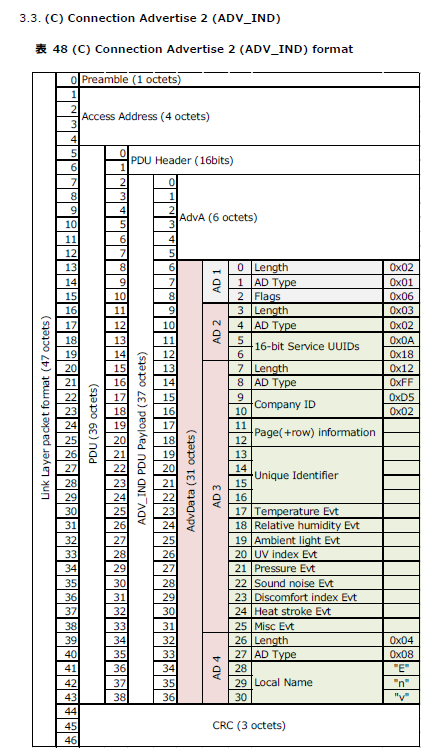 3.3. (C) Connection Advertise 2 (ADV_IND)
表 48 (C) Connection Advertise 2 (ADV_IND) format
Link Layer packet format (47 octets)
0 Preamble (1 octets)
1
2
3
4
Access Address (4 octets)
PDU (39 octets)
5 0
6 1
PDU Header (16bits)
ADV_IND PDU Payload (37 octets)
7 2 0
8 3 1
9 4 2
10 5 3
11 6 4
12 7 5
AdvA (6 octets)
AdvData (31 octets)
AD 1
13 8 6 0 Length 0x02
14 9 7 1 AD Type 0x01
15 10 8 2 Flags 0x06
AD 2
16 11 9 3 Length 0x03
17 12 10 4 AD Type 0x02
18 13 11 5 16-bit Service UUIDs 0x0A
19 14 12 6 0x18
AD 3
20 15 13 7 Length 0x12
21 16 14 8 AD Type 0xFF
22 17 15 9 Company ID 0xD5
23 18 16 10 0x02
24 19 17 11 Page(+row) information
25 20 18 12
26 21 19 13
27 22 20 14 Unique Identifier
28 23 21 15
29 24 22 16
30 25 23 17 Temperature Evt
31 26 24 18 Relative humidity Evt
32 27 25 19 Ambient light Evt
33 28 26 20 UV index Evt
34 29 27 21 Pressure Evt
35 30 28 22 Sound noise Evt
36 31 29 23 Discomfort index Evt
37 32 30 24 Heat stroke Evt
38 33 31 25 Misc Evt
AD 4
39 34 32 26 Length 0x04
40 35 33 27 AD Type 0x08
41 36 34 28 "E"
42 37 35 29 Local Name "n"
43 38 36 30 "v"
44
45
46
CRC (3 octets)